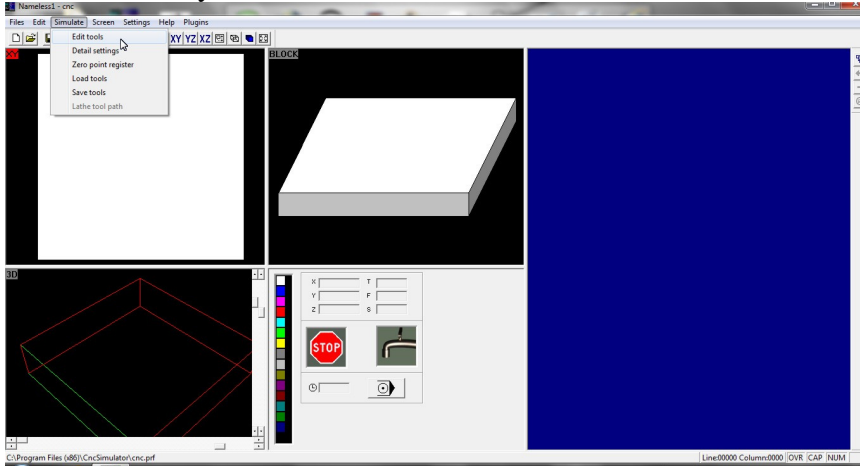 Nameless1 - cnc
Files Edit Simulate Screen Settings Help Plugins
Edit tools
Detail settings
Zero point register
Load tools
Save tools
Lathe tool path
XY YZ XZ
XY
BLOCK
3D
X T
Y F
Z S
STOP
C:\Program Files (x86)\CncSimulator\cnc.prf
Line:00000 Column:0000 OVR CAP NUM